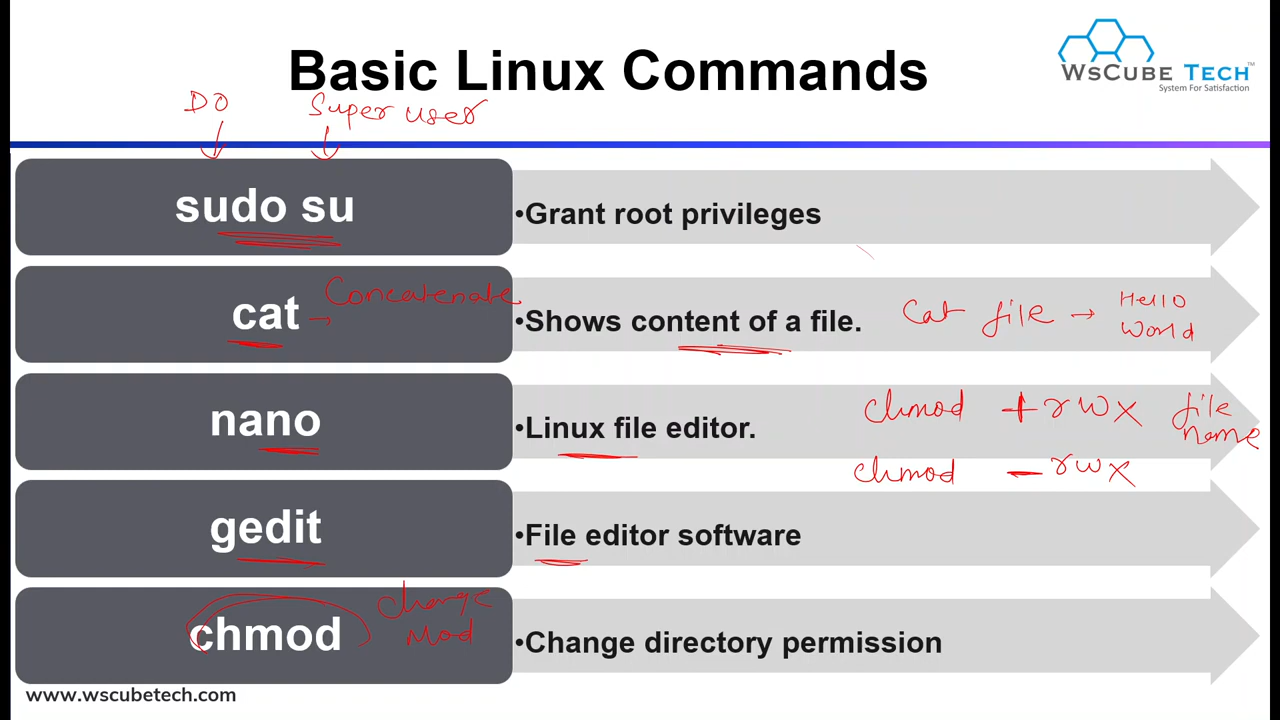 Basic Linux Commands
WSCUBE TECH™
System For Satisfaction
DO Super user
sudo su
•Grant root privileges
cat → Concatenate
•Shows content of a file.
Cat file → Hello
World
nano
•Linux file editor.
chmod + rwx file
name
chmod - rwx
gedit
•File editor software
chmod
Change
Mod
•Change directory permission
www.wscubetech.com